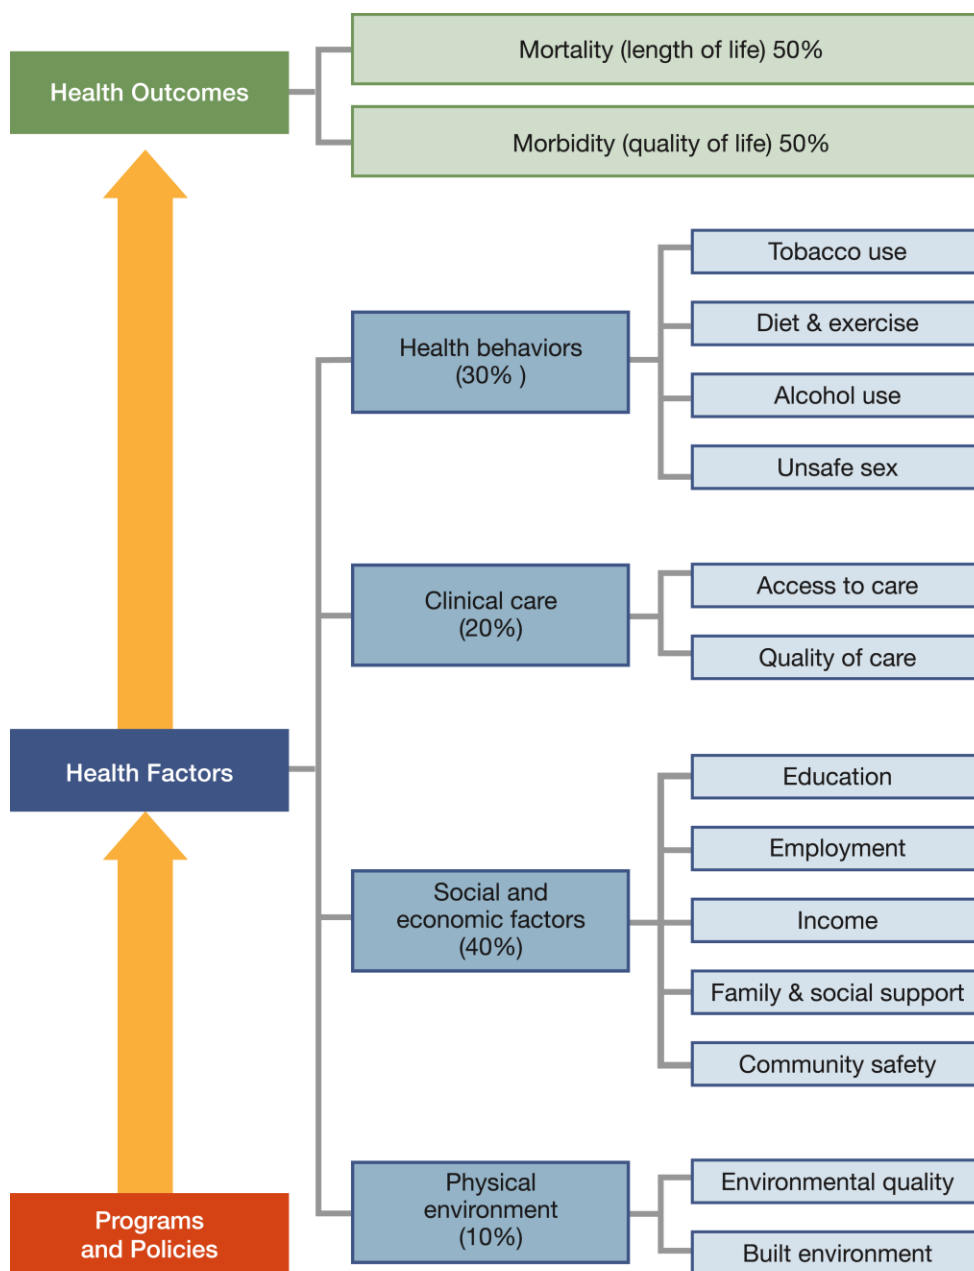 Health Outcomes
Mortality (length of life) 50%
Morbidity (quality of life) 50%
Health Factors
Health behaviors
(30% )
Tobacco use
Diet & exercise
Alcohol use
Unsafe sex
Clinical care
(20%)
Access to care
Quality of care
Social and
economic factors
(40%)
Education
Employment
Income
Family & social support
Community safety
Physical
environment
(10%)
Environmental quality
Built environment
Programs
and Policies